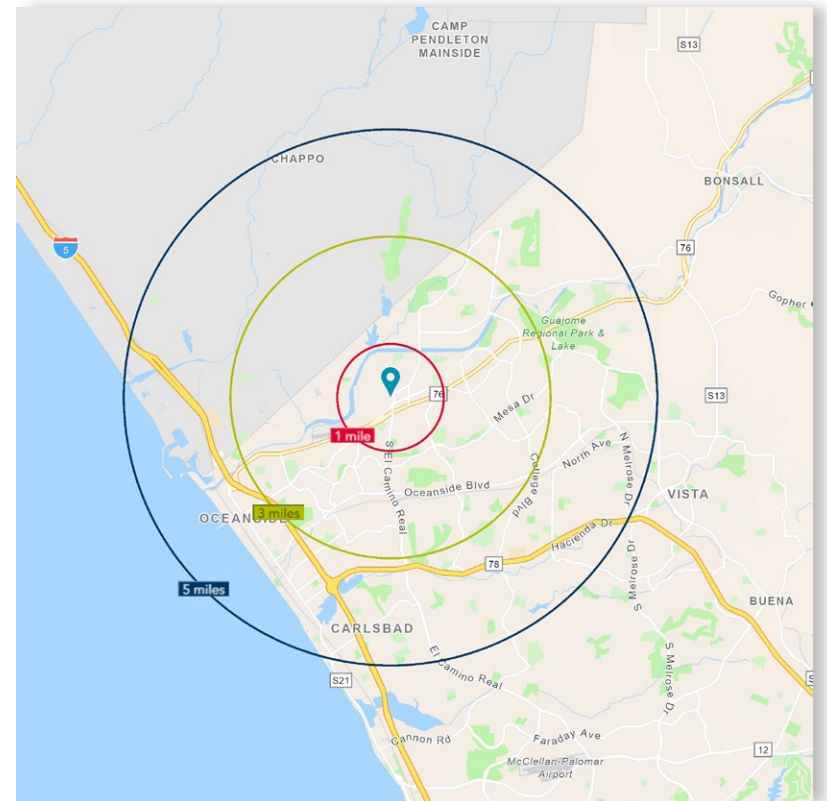 CAMP
PENDLETON
MAINSIDE
S13
CHAPPO
BONSALL
5
76
Gopher
Guajome
Regional Park &
Lake
76
S13
Mesa Dr
1 mile
S El Camino Real
College Blvd
North Ave
N Melrose Dr
Oceanside Blvd
VISTA
3 miles
OCEANSIDE
Hacienda Dr
78
5 miles
S Melrose Dr
BUENA
CARLSBAD
El Camino Real
S Melrose Dr
S21
Cannon Rd
Faraday Ave
12
McClellan-Palomar
Airport